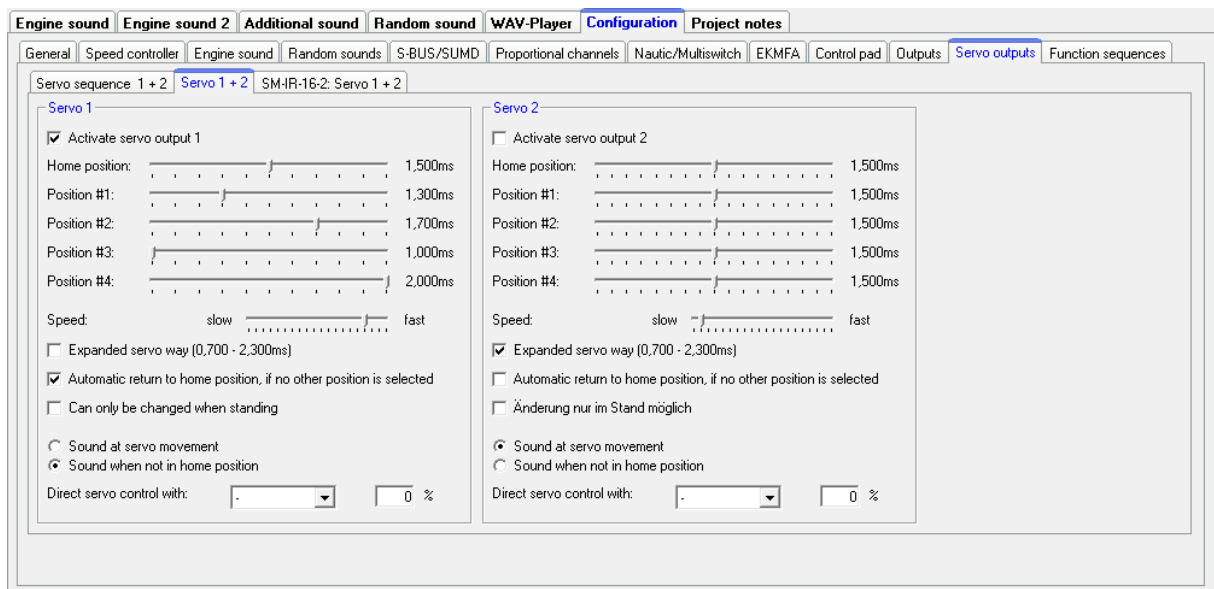 Engine sound Engine sound 2 Additional sound Random sound WAV-Player Configuration Project notes
General Speed controller Engine sound Random sounds S-BUS/SUMD Proportional channels Nautic/Multiswitch EKMFA Control pad Outputs Servo outputs Function sequences
Servo sequence 1 + 2 Servo 1 + 2 SM-IR-16-2: Servo 1 + 2
Servo 1
Activate servo output 1
Home position: 1,500ms
Position #1: 1,300ms
Position #2: 1,700ms
Position #3: 1,000ms
Position #4: 2,000ms
Speed: slow fast
Expanded servo way (0,700 - 2,300ms)
Automatic return to home position, if no other position is selected
Can only be changed when standing
Sound at servo movement
Sound when not in home position
Direct servo control with: - 0 %
Servo 2
Activate servo output 2
Home position: 1,500ms
Position #1: 1,500ms
Position #2: 1,500ms
Position #3: 1,500ms
Position #4: 1,500ms
Speed: slow fast
Expanded servo way (0,700 - 2,300ms)
Automatic return to home position, if no other position is selected
Änderung nur im Stand möglich
Sound at servo movement
Sound when not in home position
Direct servo control with: - 0 %